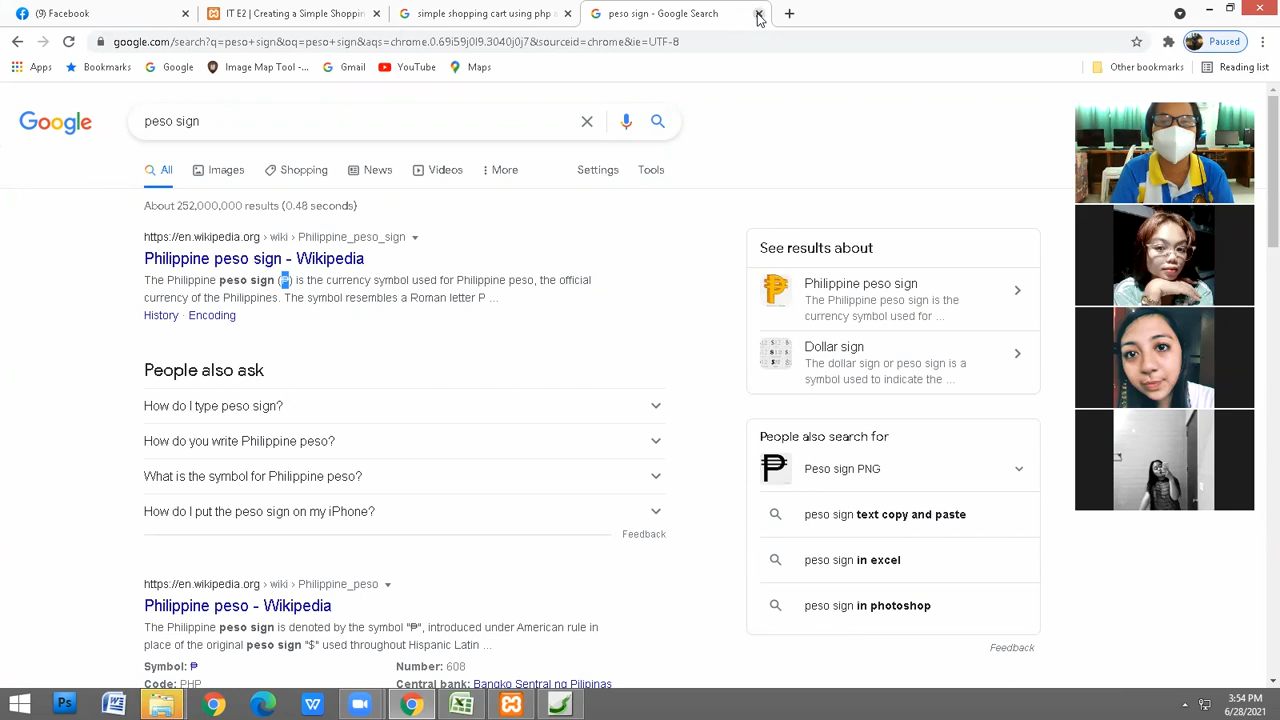 (9) Facebook
IT E2 | Creating a Simple Shoppin
simple shopping cart using php a
peso sign - Google Search
google.com/search?q=peso+sign&oq=peso+sign&aqs=chrome.0.69i59j0l9.3040j0j7&sourceid=chrome&ie=UTF-8
Paused
Apps
Bookmarks
Google
Image Map Tool -...
Gmail
YouTube
Maps
Other bookmarks
Reading list
Google
peso sign
All
Images
Shopping
News
Videos
More
Settings
Tools
About 252,000,000 results (0.48 seconds)
https://en.wikipedia.org › wiki › Philippine_peso_sign
Philippine peso sign - Wikipedia
The Philippine peso sign (₱) is the currency symbol used for Philippine peso, the official
currency of the Philippines. The symbol resembles a Roman letter P ...
History · Encoding
People also ask
How do I type peso sign?
How do you write Philippine peso?
What is the symbol for Philippine peso?
How do I put the peso sign on my iPhone?
Feedback
https://en.wikipedia.org › wiki › Philippine_peso
Philippine peso - Wikipedia
The Philippine peso sign is denoted by the symbol "₱", introduced under American rule in
place of the original peso sign "$" used throughout Hispanic Latin ...
Symbol: ₱
Number: 608
Code: PHP
Central bank: Bangko Sentral ng Pilipinas
See results about
Philippine peso sign
The Philippine peso sign is the
currency symbol used for ...
Dollar sign
The dollar sign or peso sign is a
symbol used to indicate the ...
People also search for
₱
Peso sign PNG
peso sign text copy and paste
peso sign in excel
peso sign in photoshop
Feedback
3:54 PM
6/28/2021